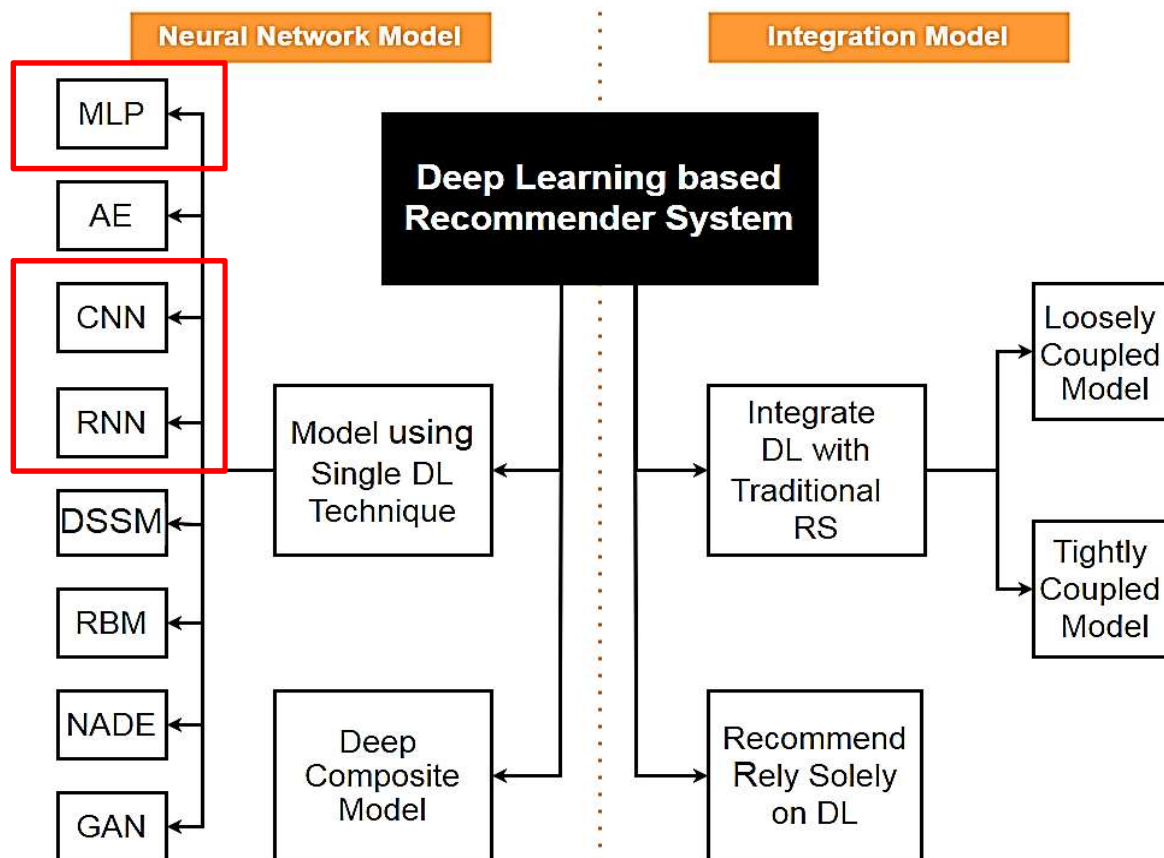 Neural Network Model
Integration Model
Deep Learning based
Recommender System
MLP
AE
CNN
RNN
DSSM
RBM
NADE
GAN
Model using
Single DL
Technique
Deep
Composite
Model
Integrate
DL with
Traditional
RS
Recommend
Rely Solely
on DL
Loosely
Coupled
Model
Tightly
Coupled
Model